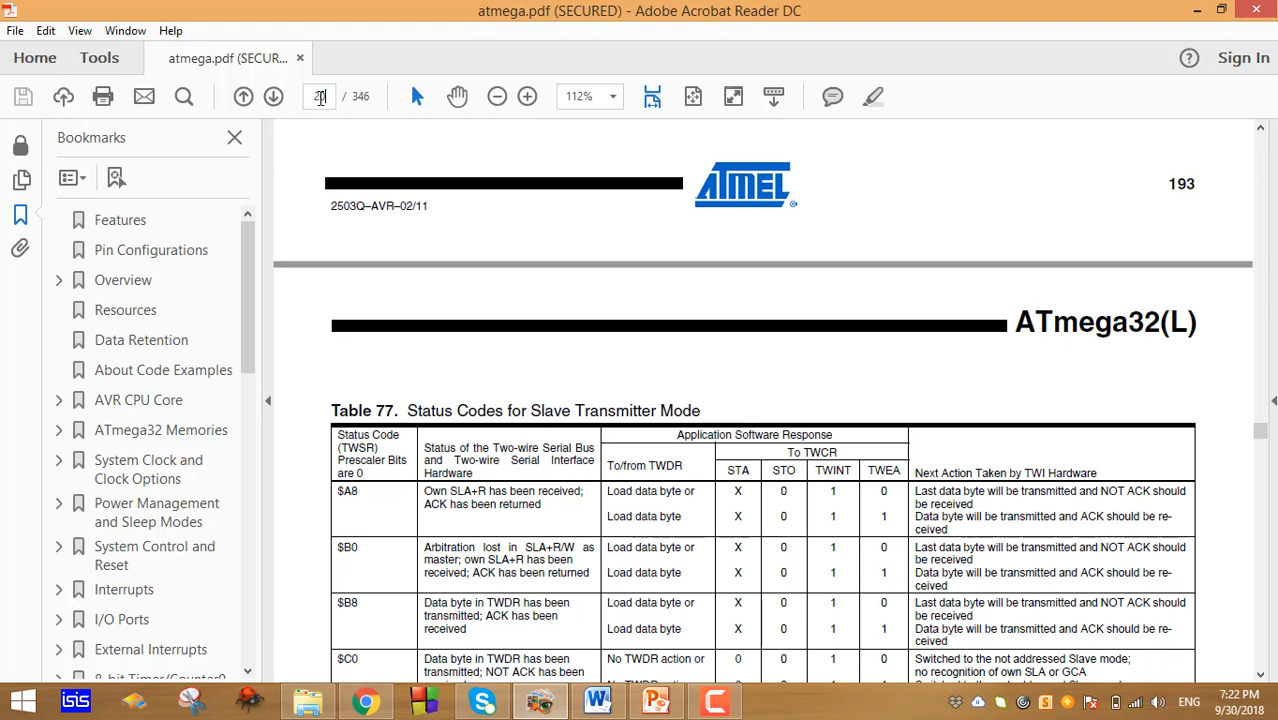 atmega.pdf (SECURED) - Adobe Acrobat Reader DC
File Edit View Window Help
Home Tools atmega.pdf (SECUR... ×
Sign In
/ 346
112%
Bookmarks
Features
Pin Configurations
Overview
Resources
Data Retention
About Code Examples
AVR CPU Core
ATmega32 Memories
System Clock and
Clock Options
Power Management
and Sleep Modes
System Control and
Reset
Interrupts
I/O Ports
External Interrupts
8-bit Timer/Counter0
ATMEL
193
2503Q–AVR–02/11
ATmega32(L)
Table 77. Status Codes for Slave Transmitter Mode
Status Code
(TWSR)
Prescaler Bits
are 0
Status of the Two-wire Serial Bus
and Two-wire Serial Interface
Hardware
Application Software Response
To/from TWDR
To TWCR
STA STO TWINT TWEA
Next Action Taken by TWI Hardware
$A8
Own SLA+R has been received;
ACK has been returned
Load data byte or X 0 1 0 Last data byte will be transmitted and NOT ACK should
be received
Load data byte X 0 1 1 Data byte will be transmitted and ACK should be re-
ceived
$B0
Arbitration lost in SLA+R/W as
master; own SLA+R has been
received; ACK has been returned
Load data byte or X 0 1 0 Last data byte will be transmitted and NOT ACK should
be received
Load data byte X 0 1 1 Data byte will be transmitted and ACK should be re-
ceived
$B8
Data byte in TWDR has been
transmitted; ACK has been
received
Load data byte or X 0 1 0 Last data byte will be transmitted and NOT ACK should
be received
Load data byte X 0 1 1 Data byte will be transmitted and ACK should be re-
ceived
$C0
Data byte in TWDR has been
transmitted; NOT ACK has been
No TWDR action or 0 0 1 0 Switched to the not addressed Slave mode;
no recognition of own SLA or GCA
isis
ENG
7:22 PM
9/30/2018